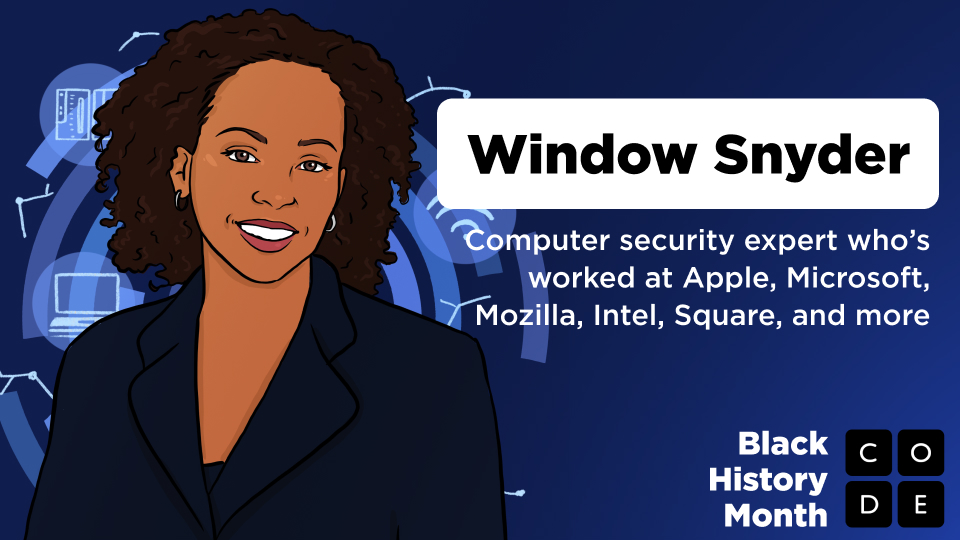 Window Snyder
Computer security expert who's
worked at Apple, Microsoft,
Mozilla, Intel, Square, and more
Black
History
Month
C O
D E